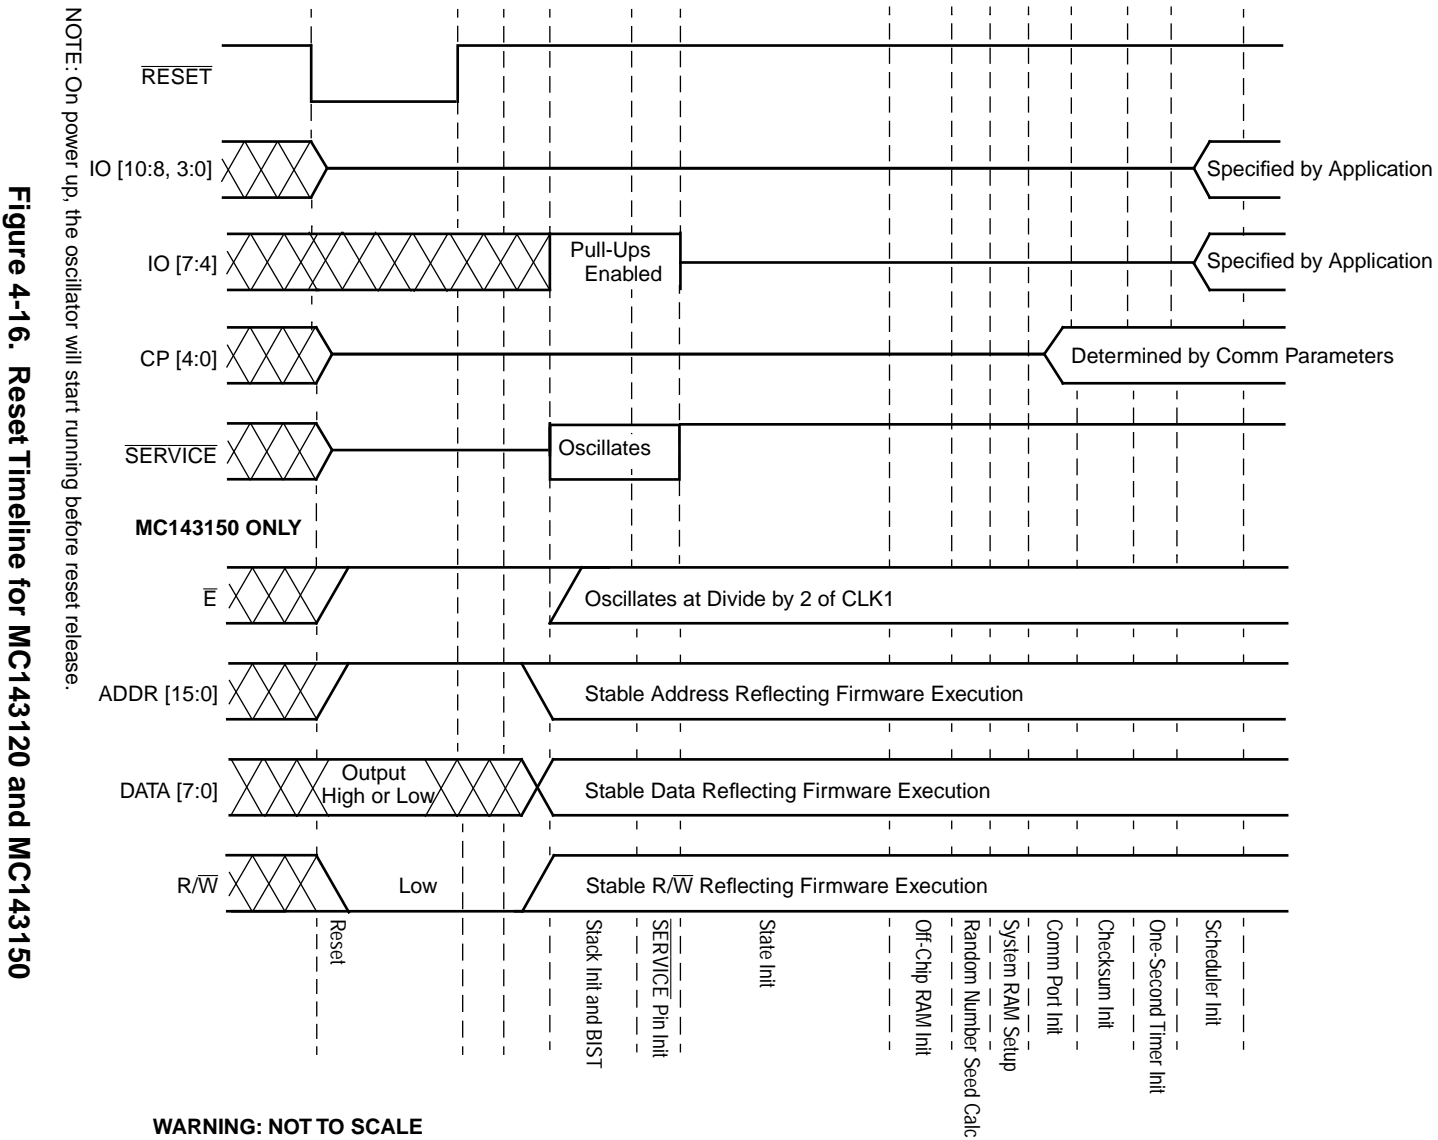 RESET
IO [10:8, 3:0]
Specified by Application
IO [7:4]
Pull-Ups
Enabled
Specified by Application
CP [4:0]
Determined by Comm Parameters
SERVICE
Oscillates
MC143150 ONLY
E
Oscillates at Divide by 2 of CLK1
ADDR [15:0]
Stable Address Reflecting Firmware Execution
DATA [7:0]
Output
High or Low
Stable Data Reflecting Firmware Execution
R/W
Low
Stable R/W Reflecting Firmware Execution
Reset
Stack Init and BIST
SERVICE Pin Init
State Init
Off-Chip RAM Init
Random Number Seed Calc
System RAM Setup
Comm Port Init
Checksum Init
One-Second Timer Init
Scheduler Init
WARNING: NOT TO SCALE
NOTE: On power up, the oscillator will start running before reset release.
Figure 4-16. Reset Timeline for MC143120 and MC143150